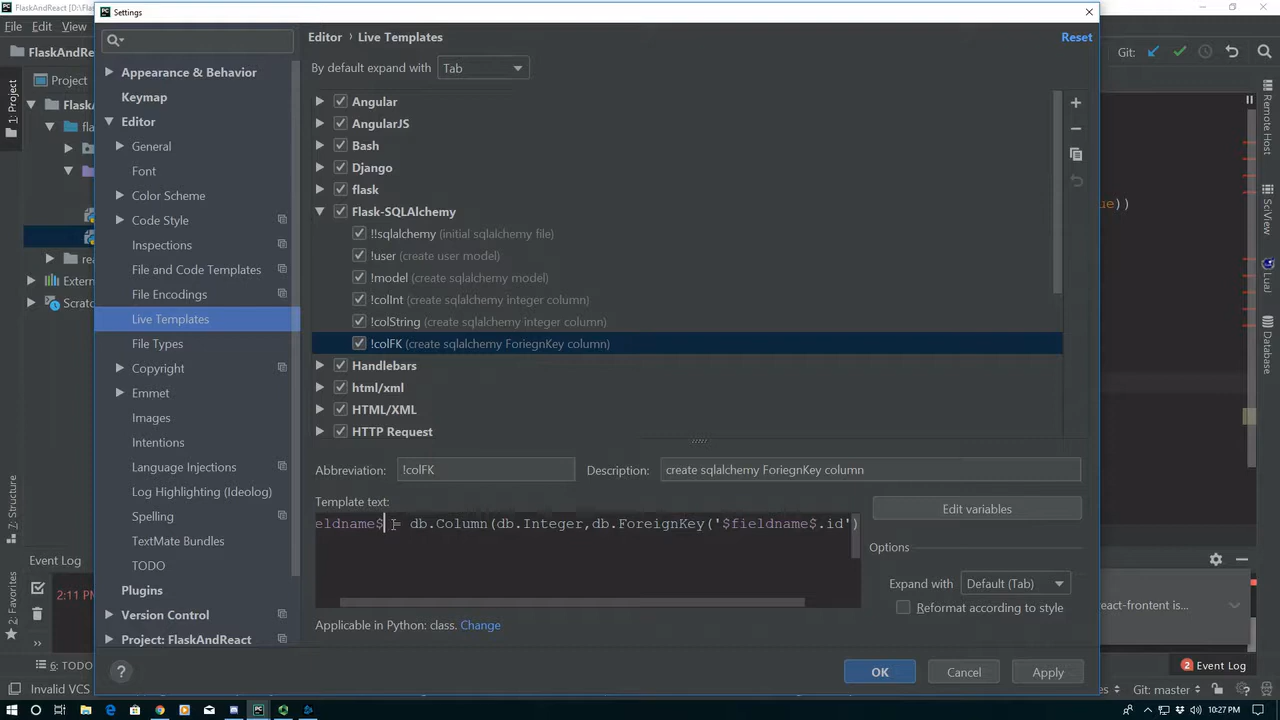 FlaskAndReact [D:\Flas
Settings
File Edit View
FlaskAndRe
Git:
Project
1: Project
FlaskA
fla
rea
Extern
Scratc
Z: Structure
2: Favorites
Appearance & Behavior
Keymap
Editor
General
Font
Color Scheme
Code Style
Inspections
File and Code Templates
File Encodings
Live Templates
File Types
Copyright
Emmet
Images
Intentions
Language Injections
Log Highlighting (Ideolog)
Spelling
TextMate Bundles
TODO
Plugins
Version Control
Project: FlaskAndReact
Editor › Live Templates
Reset
By default expand with Tab
Angular
AngularJS
Bash
Django
flask
Flask-SQLAlchemy
!!sqlalchemy (initial sqlalchemy file)
!user (create user model)
!model (create sqlalchemy model)
!colInt (create sqlalchemy integer column)
!colString (create sqlalchemy integer column)
!colFK (create sqlalchemy ForiegnKey column)
Handlebars
html/xml
HTML/XML
HTTP Request
Abbreviation: !colFK
Description: create sqlalchemy ForiegnKey column
Template text:
eldname$ = db.Column(db.Integer,db.ForeignKey('$fieldname$.id')
Edit variables
Options
Expand with Default (Tab)
Reformat according to style
Applicable in Python: class. Change
? OK Cancel Apply
ue))
Remote Host
SciView
Lual
Database
Event Log
2:11 PM
eact-frontent is...
6: TODO
2 Event Log
Invalid VCS
Git: master
10:27 PM